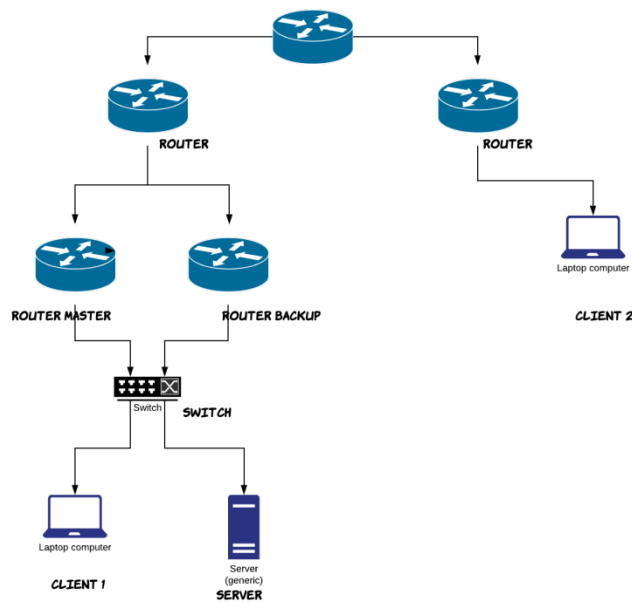 ROUTER
ROUTER
Laptop computer
ROUTER MASTER
ROUTER BACKUP
CLIENT 2
Switch
SWITCH
Laptop computer
Server
(generic)
CLIENT 1
SERVER